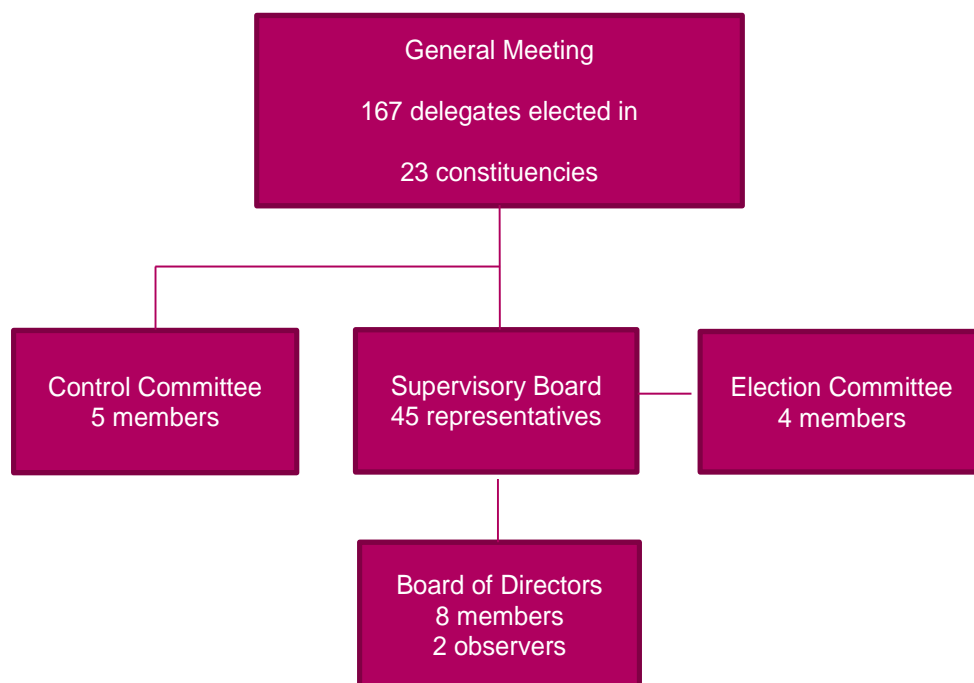 General Meeting
167 delegates elected in
23 constituencies
Control Committee
5 members
Supervisory Board
45 representatives
Election Committee
4 members
Board of Directors
8 members
2 observers